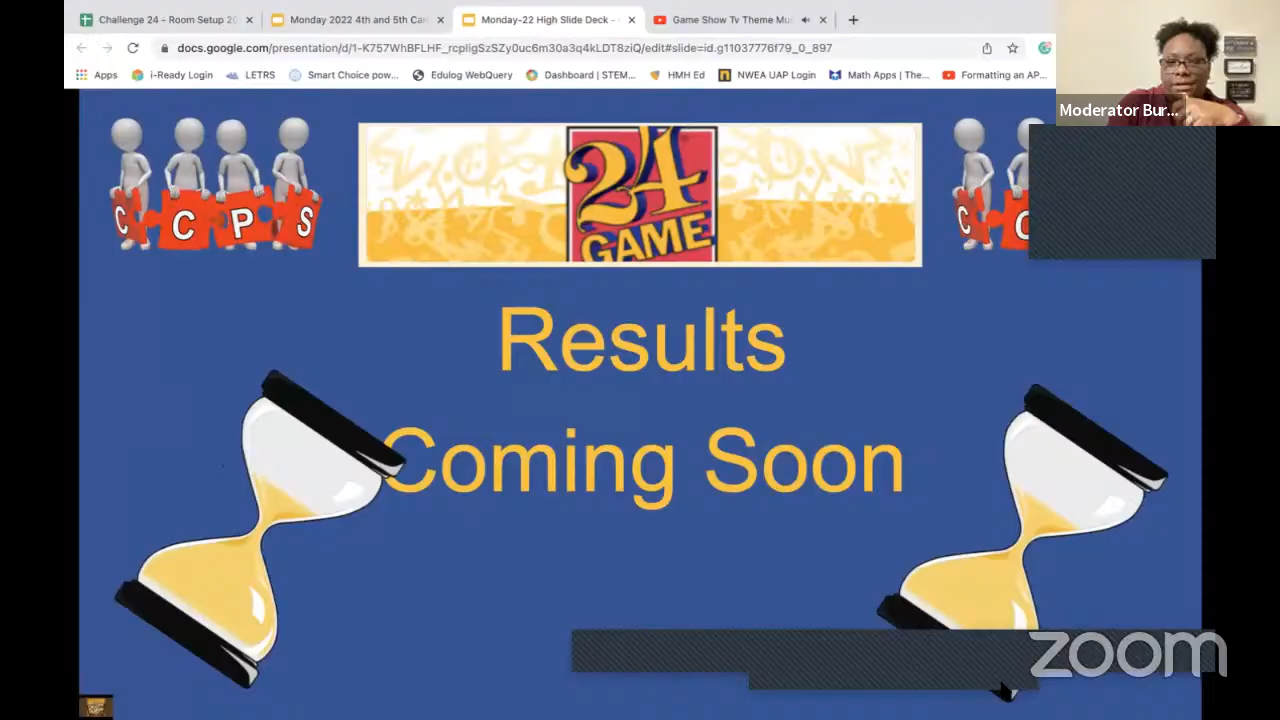 Challenge 24 - Room Setup 20
Monday 2022 4th and 5th Car
Monday-22 High Slide Deck -
Game Show Tv Theme Mus
docs.google.com/presentation/d/1-K757WhBFLHF_rcpligSzSZy0uc6m30a3q4kLDT8ziQ/edit#slide=id.g11037776f79_0_897
Apps
i-Ready Login
LETRS
Smart Choice pow...
Edulog WebQuery
Dashboard | STEM...
HMH Ed
NWEA UAP Login
Math Apps | The...
Formatting an AP...
Moderator Bur...
C C P S
24
GAME
C C
Results
Coming Soon
zoom